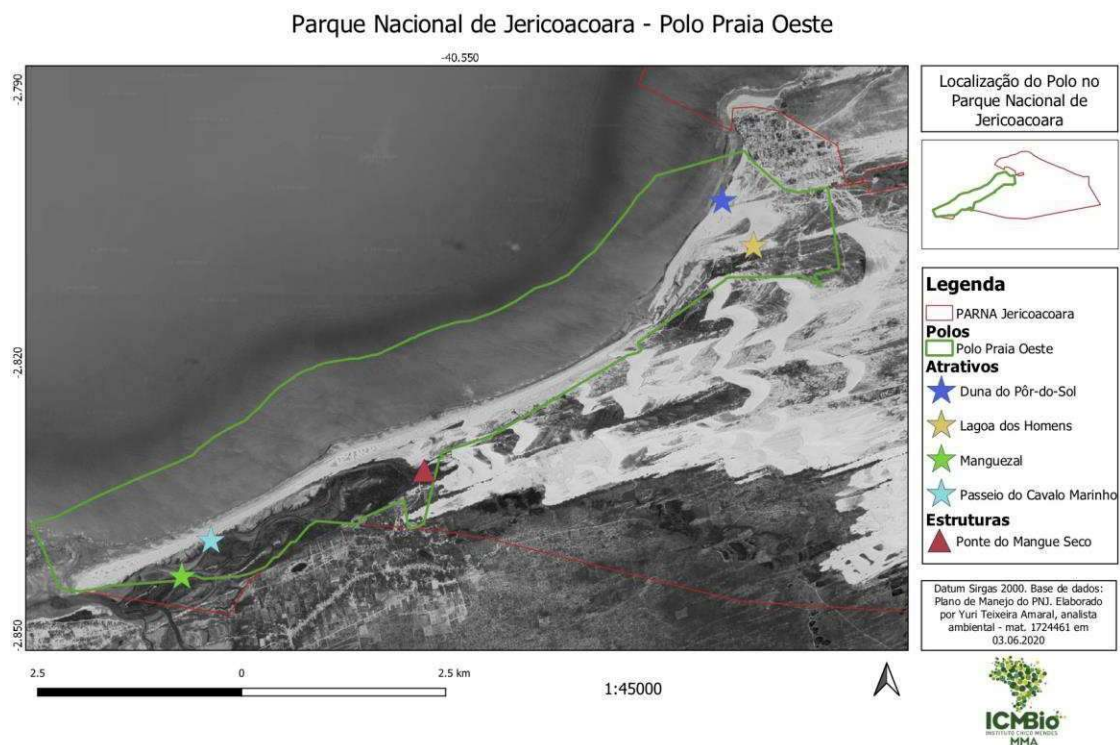 Parque Nacional de Jericoacoara - Polo Praia Oeste
-40.550
-2.790
-2.820
-2.850
Localização do Polo no
Parque Nacional de
Jericoacoara
Legenda
PARNA Jericoacoara
Polos
Polo Praia Oeste
Atrativos
Duna do Pôr-do-Sol
Lagoa dos Homens
Manguezal
Passeio do Cavalo Marinho
Estruturas
Ponte do Mangue Seco
Datum Sirgas 2000. Base de dados:
Plano de Manejo do PNJ. Elaborado
por Yuri Teixeira Amaral, analista
ambiental - mat. 1724461 em
03.06.2020
2.5
0
2.5 km
1:45000
ICMBio
INSTITUTO CHICO MENDES
MMA